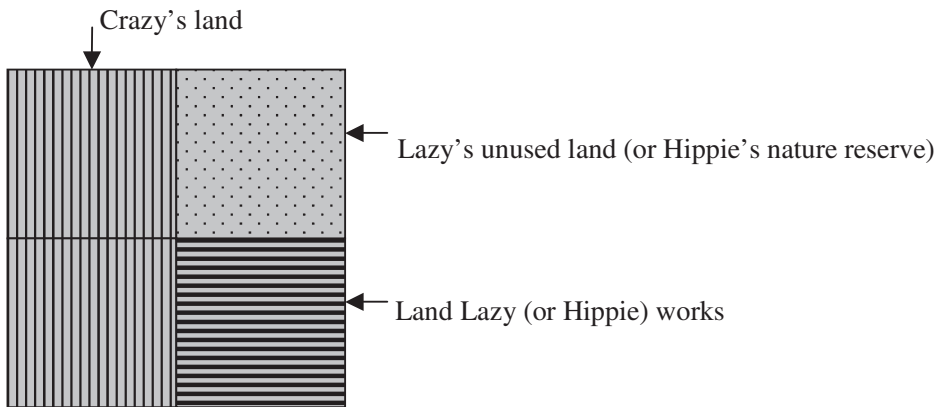 Crazy’s land
Lazy’s unused land (or Hippie’s nature reserve)
Land Lazy (or Hippie) works